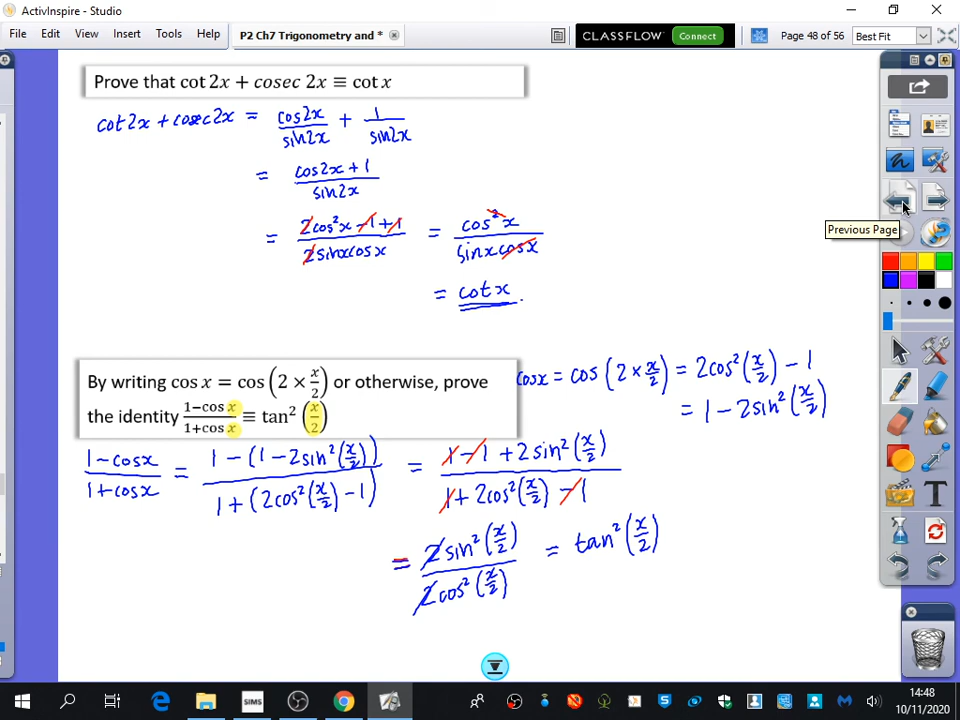 ActivInspire - Studio
File Edit View Insert Tools Help P2 Ch7 Trigonometry and * CLASSFLOW Connect Page 48 of 56 Best Fit
Prove that cot 2x + cosec 2x ≡ cot x
cot2x + cosec2x = cos2x/sin2x + 1/sin2x
= (cos2x + 1)/sin2x
= (2cos²x - 1 + 1)/(2sinxcosx) = cos²x/(sinxcosx)
= cotx.
Previous Page
By writing cos x = cos (2 × x/2) or otherwise, prove
the identity (1−cos x)/(1+cos x) ≡ tan² (x/2)
cosx = cos (2 × x/2) = 2cos²(x/2) - 1
= 1 - 2sin²(x/2)
(1-cosx)/(1+cosx) = (1 - (1 - 2sin²(x/2)))/(1 + (2cos²(x/2) - 1)) = (1 - 1 + 2sin²(x/2))/(1 + 2cos²(x/2) - 1)
= 2sin²(x/2)/2cos²(x/2) = tan²(x/2)
SIMS
14:48
10/11/2020